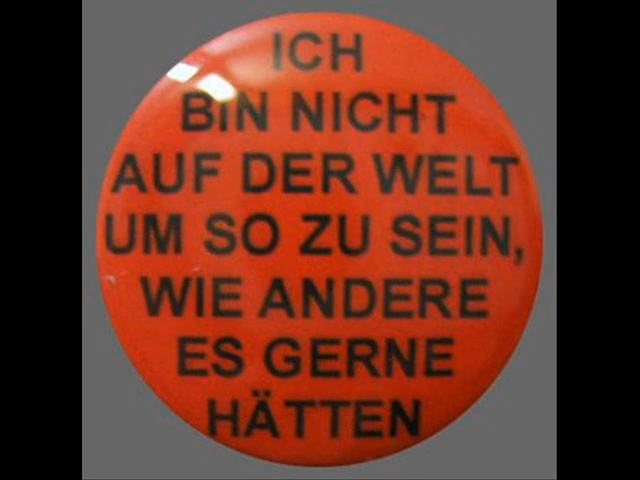 ICH
BIN NICHT
AUF DER WELT
UM SO ZU SEIN,
WIE ANDERE
ES GERNE
HÄTTEN